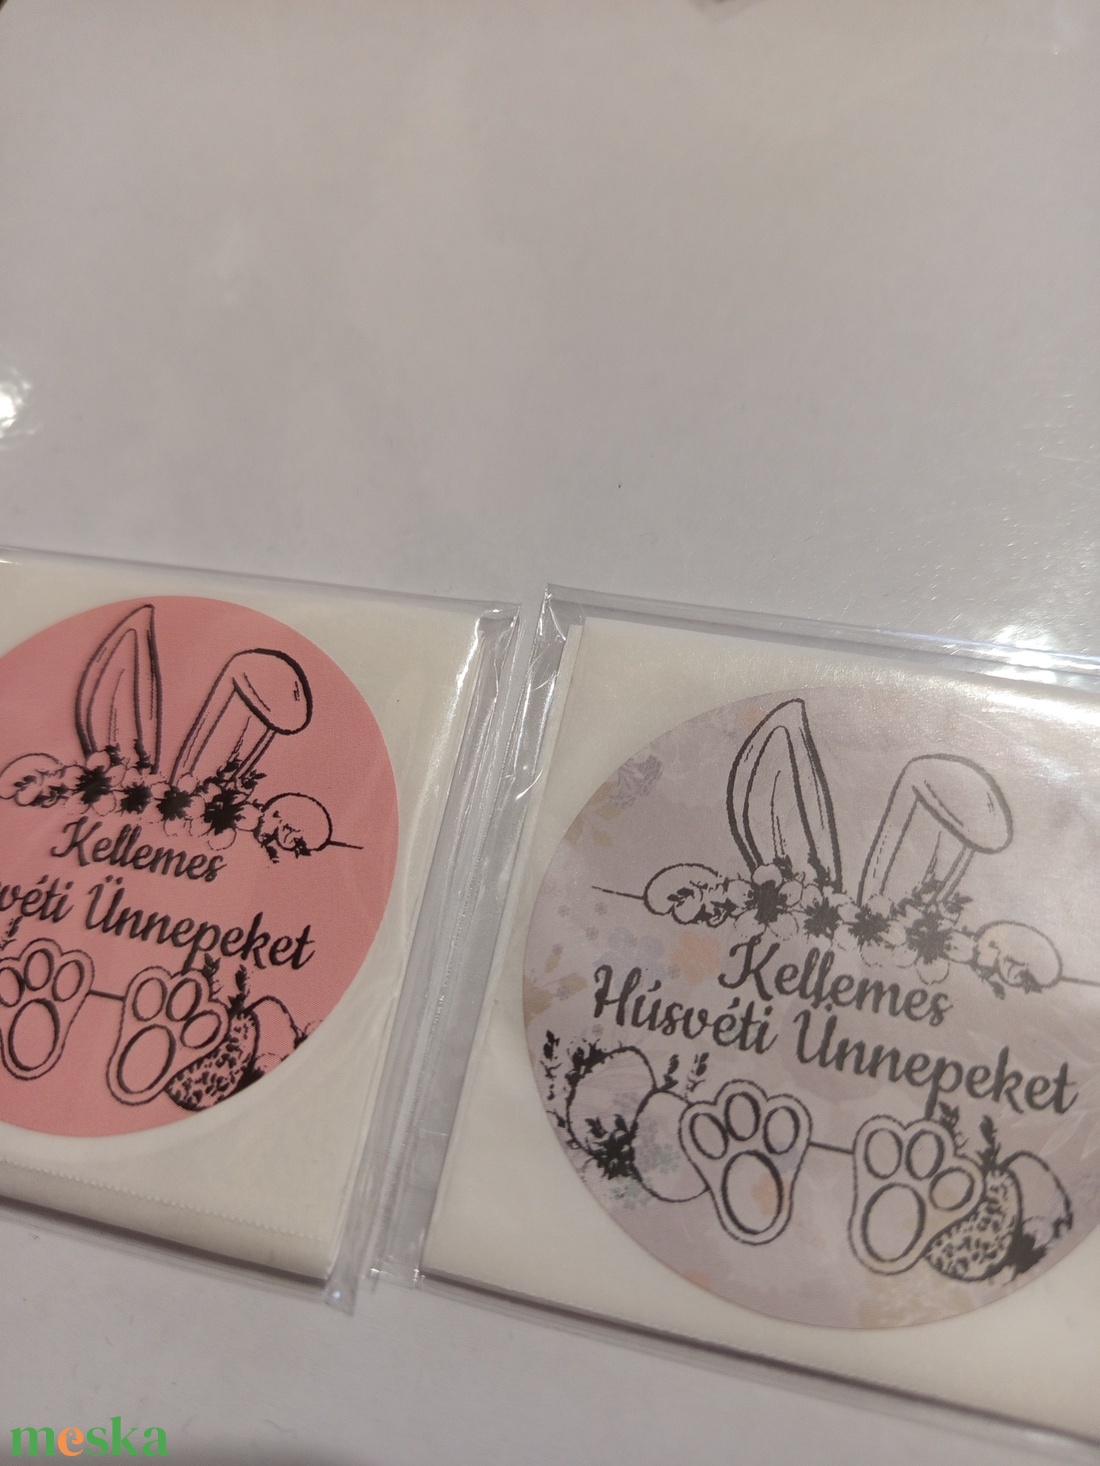 Kellemes
véti Ünnepeket
Kellemes
Húsvéti Ünnepeket
meska